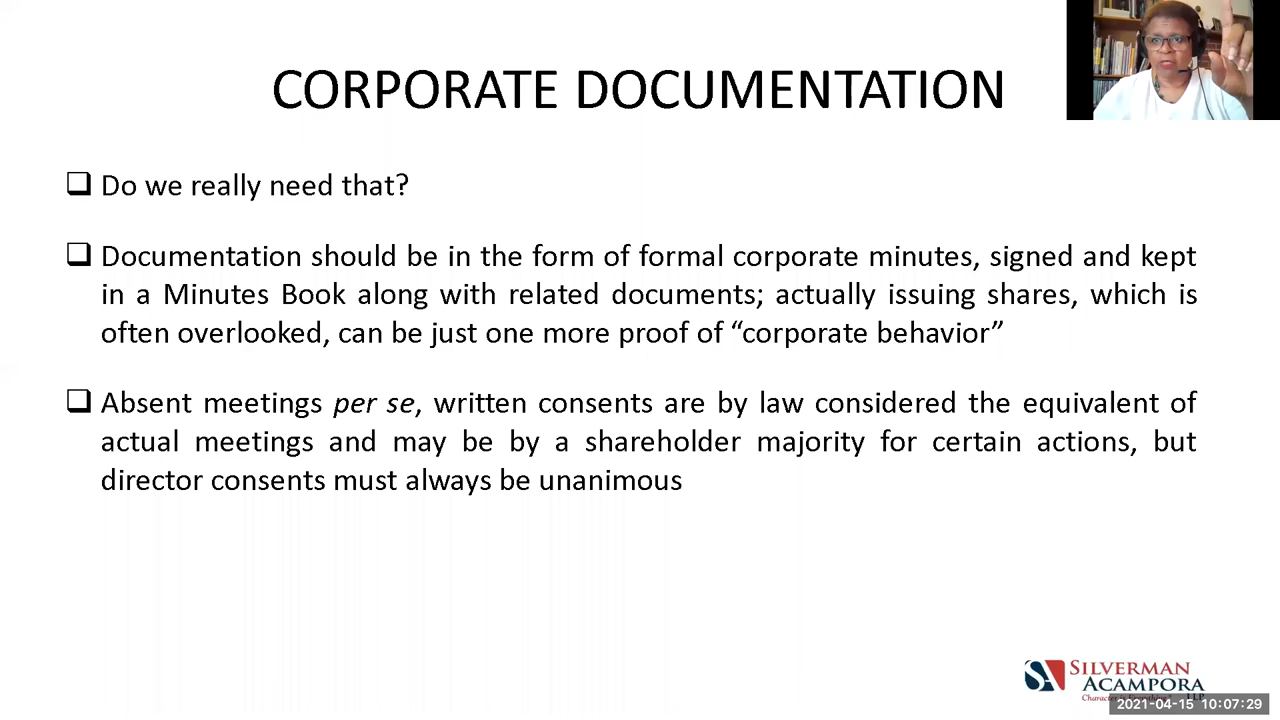 CORPORATE DOCUMENTATION
Do we really need that?
Documentation should be in the form of formal corporate minutes, signed and kept
in a Minutes Book along with related documents; actually issuing shares, which is
often overlooked, can be just one more proof of “corporate behavior”
Absent meetings per se, written consents are by law considered the equivalent of
actual meetings and may be by a shareholder majority for certain actions, but
director consents must always be unanimous
SILVERMAN
ACAMPORA
LLP
2021-04-15 10:07:29